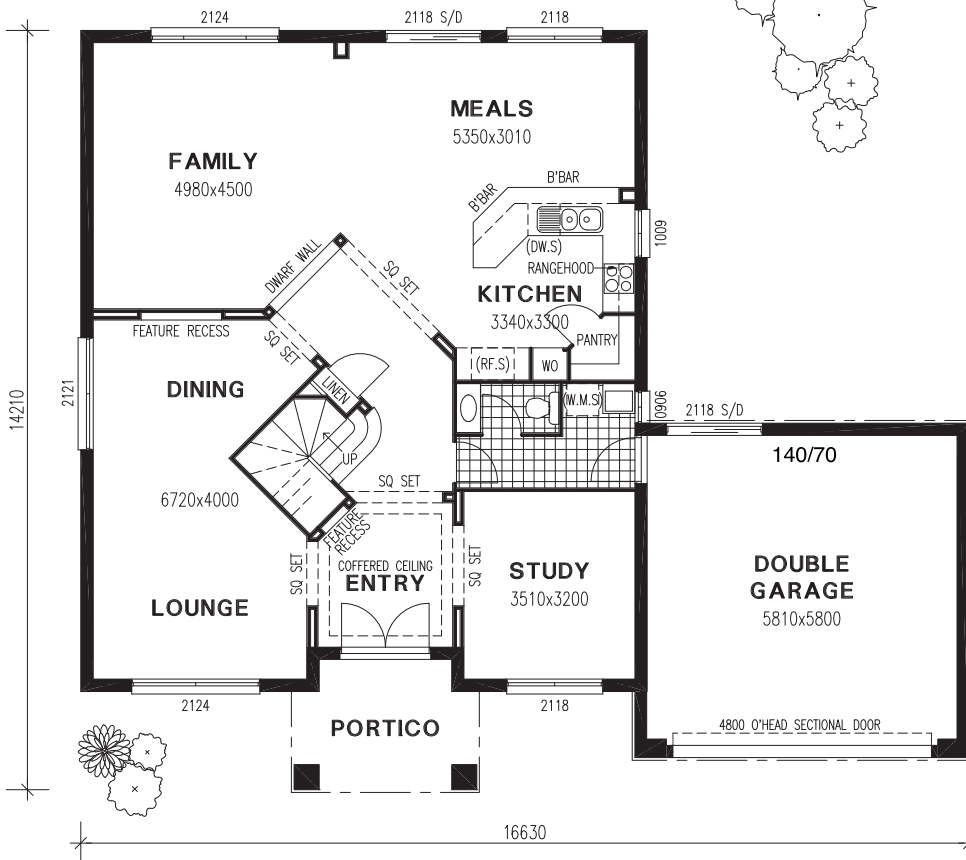 2124
2118 S/D
2118
MEALS
5350x3010
FAMILY
4980x4500
B'BAR
B'BAR
1009
(DW.S)
RANGEHOOD
DWARF WALL
SQ SET
KITCHEN
3340x3300
PANTRY
FEATURE RECESS
SQ SET
(RF.S)
WO
LINEN
DINING
2121
14210
(W.M.S)
0906
2118 S/D
140/70
UP
6720x4000
SQ SET
FEATURE
RECESS
SQ SET
COFFERED CEILING
ENTRY
SQ SET
STUDY
3510x3200
DOUBLE
GARAGE
5810x5800
LOUNGE
2124
2118
PORTICO
4800 O'HEAD SECTIONAL DOOR
16630